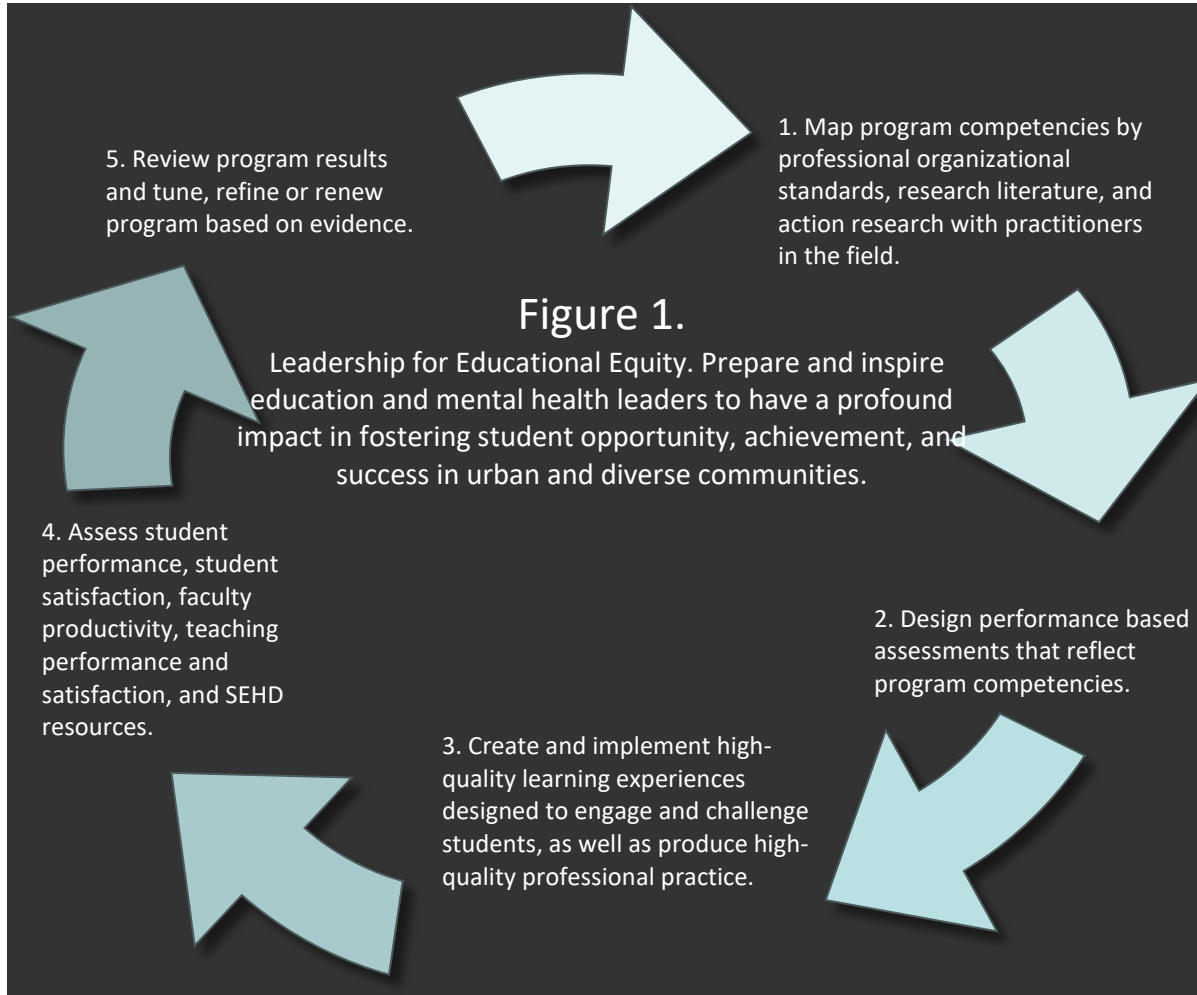 Figure 1.
Leadership for Educational Equity. Prepare and inspire
education and mental health leaders to have a profound
impact in fostering student opportunity, achievement, and
success in urban and diverse communities.
1. Map program competencies by
professional organizational
standards, research literature, and
action research with practitioners
in the field.
2. Design performance based
assessments that reflect
program competencies.
3. Create and implement high-
quality learning experiences
designed to engage and challenge
students, as well as produce high-
quality professional practice.
4. Assess student
performance, student
satisfaction, faculty
productivity, teaching
performance and
satisfaction, and SEHD
resources.
5. Review program results
and tune, refine or renew
program based on evidence.